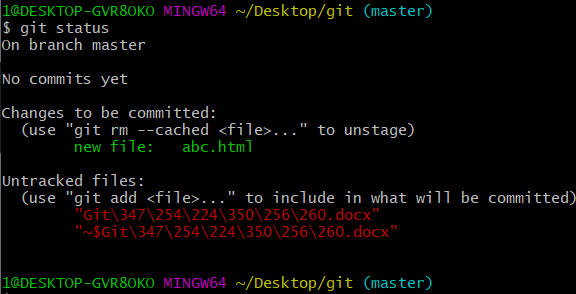 1@DESKTOP-GVR8OKO MINGW64 ~/Desktop/git (master)
$ git status
On branch master
No commits yet
Changes to be committed:
(use "git rm --cached <file>..." to unstage)
new file: abc.html
Untracked files:
(use "git add <file>..." to include in what will be committed)
"Git\347\254\224\350\256\260.docx"
"~$Git\347\254\224\350\256\260.docx"
1@DESKTOP-GVR8OKO MINGW64 ~/Desktop/git (master)